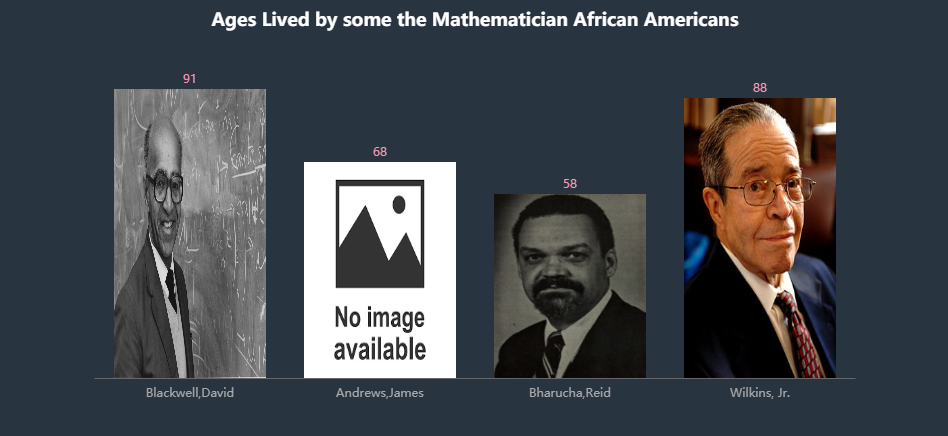 Ages Lived by some the Mathematician African Americans
91
68
58
88
No image
available
Blackwell,David
Andrews,James
Bharucha,Reid
Wilkins, Jr.